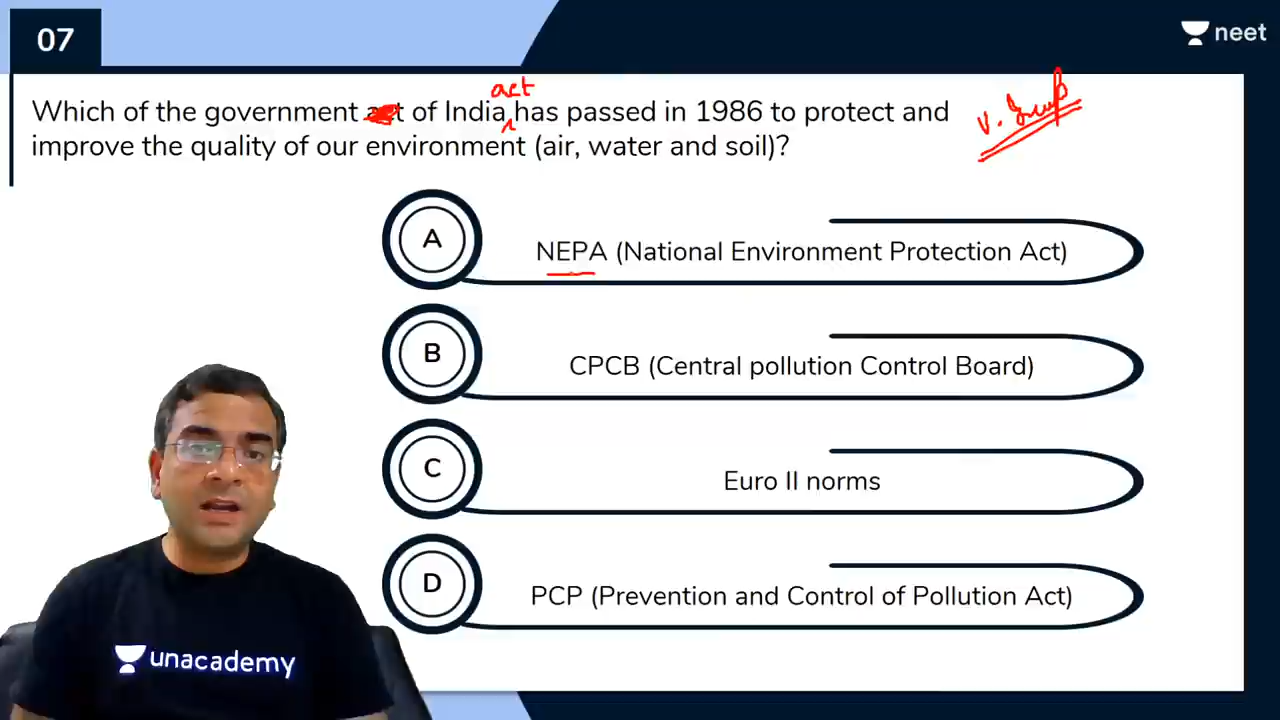 07
neet
act
Which of the government act of India has passed in 1986 to protect and
V. Imp
improve the quality of our environment (air, water and soil)?
A
NEPA (National Environment Protection Act)
B
CPCB (Central pollution Control Board)
C
Euro II norms
D
PCP (Prevention and Control of Pollution Act)
unacademy